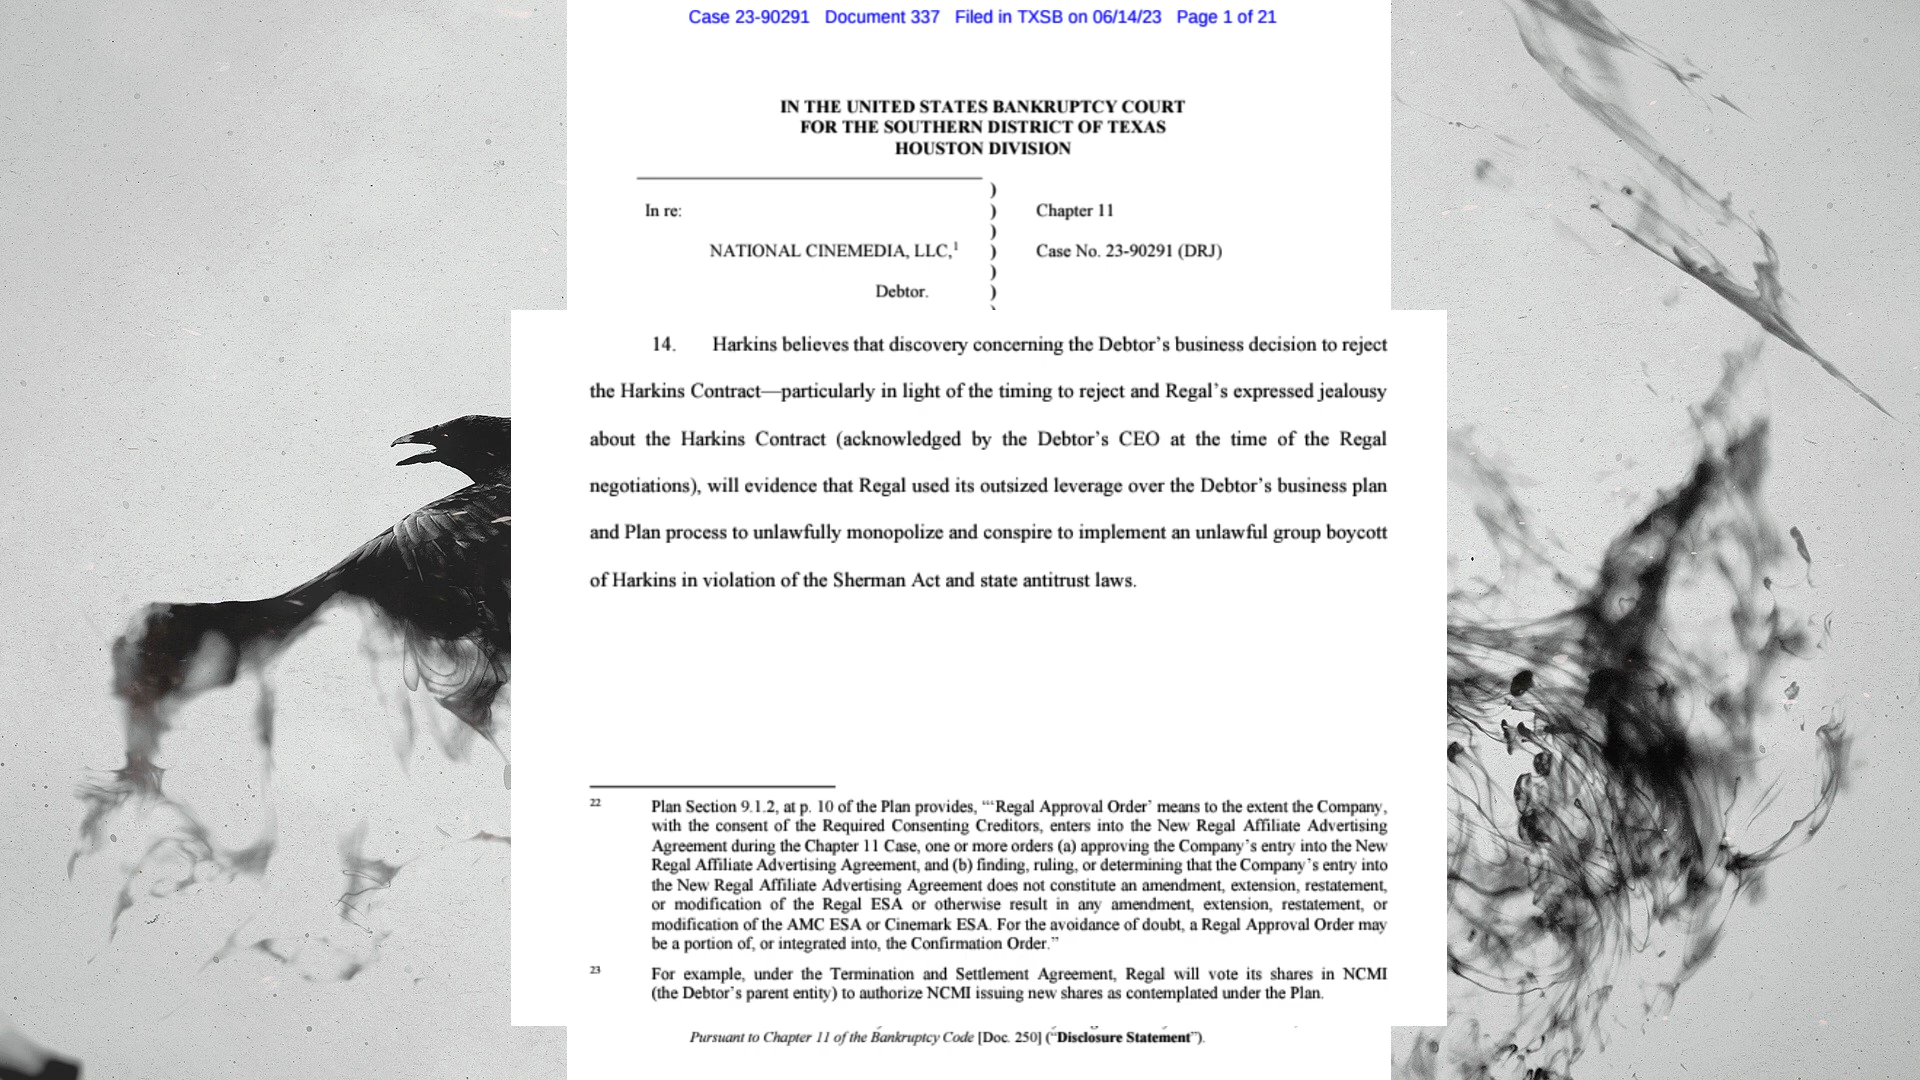 Case 23-90291 Document 337 Filed in TXSB on 06/14/23 Page 1 of 21
IN THE UNITED STATES BANKRUPTCY COURT
FOR THE SOUTHERN DISTRICT OF TEXAS
HOUSTON DIVISION
)
In re: ) Chapter 11
)
NATIONAL CINEMEDIA, LLC,¹ ) Case No. 23-90291 (DRJ)
)
Debtor. )
14. Harkins believes that discovery concerning the Debtor’s business decision to reject
the Harkins Contract—particularly in light of the timing to reject and Regal’s expressed jealousy
about the Harkins Contract (acknowledged by the Debtor’s CEO at the time of the Regal
negotiations), will evidence that Regal used its outsized leverage over the Debtor’s business plan
and Plan process to unlawfully monopolize and conspire to implement an unlawful group boycott
of Harkins in violation of the Sherman Act and state antitrust laws.
22 Plan Section 9.1.2, at p. 10 of the Plan provides, “‘Regal Approval Order’ means to the extent the Company,
with the consent of the Required Consenting Creditors, enters into the New Regal Affiliate Advertising
Agreement during the Chapter 11 Case, one or more orders (a) approving the Company’s entry into the New
Regal Affiliate Advertising Agreement, and (b) finding, ruling, or determining that the Company’s entry into
the New Regal Affiliate Advertising Agreement does not constitute an amendment, extension, restatement,
or modification of the Regal ESA or otherwise result in any amendment, extension, restatement, or
modification of the AMC ESA or Cinemark ESA. For the avoidance of doubt, a Regal Approval Order may
be a portion of, or integrated into, the Confirmation Order.”
23 For example, under the Termination and Settlement Agreement, Regal will vote its shares in NCMI
(the Debtor’s parent entity) to authorize NCMI issuing new shares as contemplated under the Plan.
Pursuant to Chapter 11 of the Bankruptcy Code [Doc. 250] (“Disclosure Statement”).